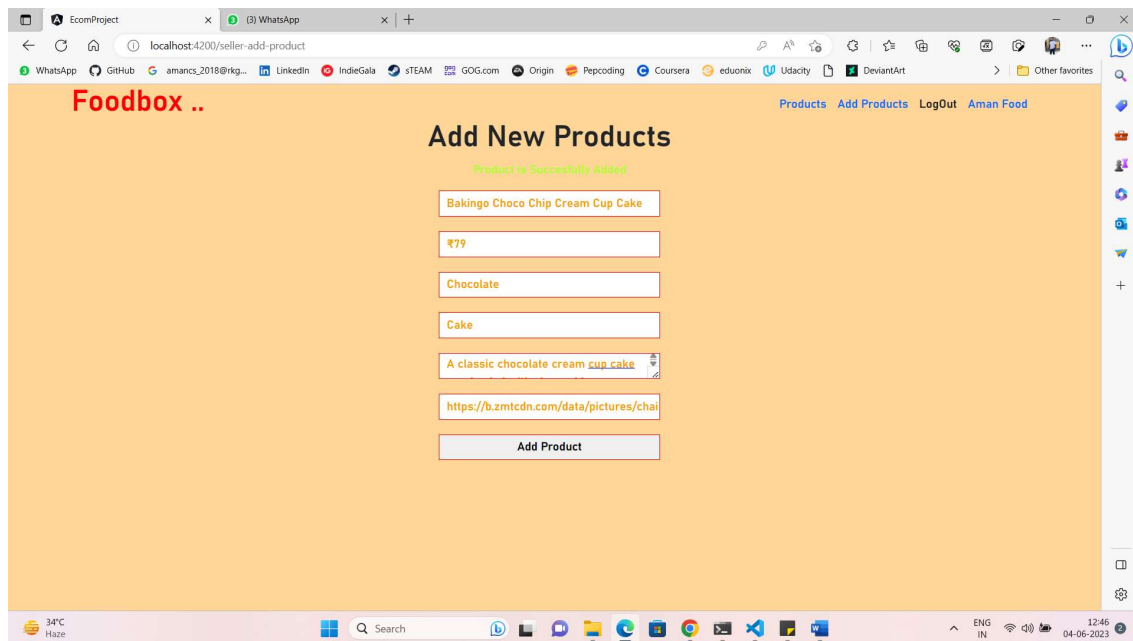 EcomProject
(3) WhatsApp
localhost:4200/seller-add-product
WhatsApp GitHub amancs_2018@rkg... LinkedIn IndieGala sTEAM GOG.com Origin Pepcoding Coursera eduonix Udacity DeviantArt Other favorites
Foodbox ..
Products Add Products LogOut Aman Food
Add New Products
Product is Succesfully Added
Bakingo Choco Chip Cream Cup Cake
₹79
Chocolate
Cake
A classic chocolate cream cup cake
https://b.zmtcdn.com/data/pictures/chai
Add Product
34°C
Haze
Search
ENG
IN
12:46
04-06-2023
2